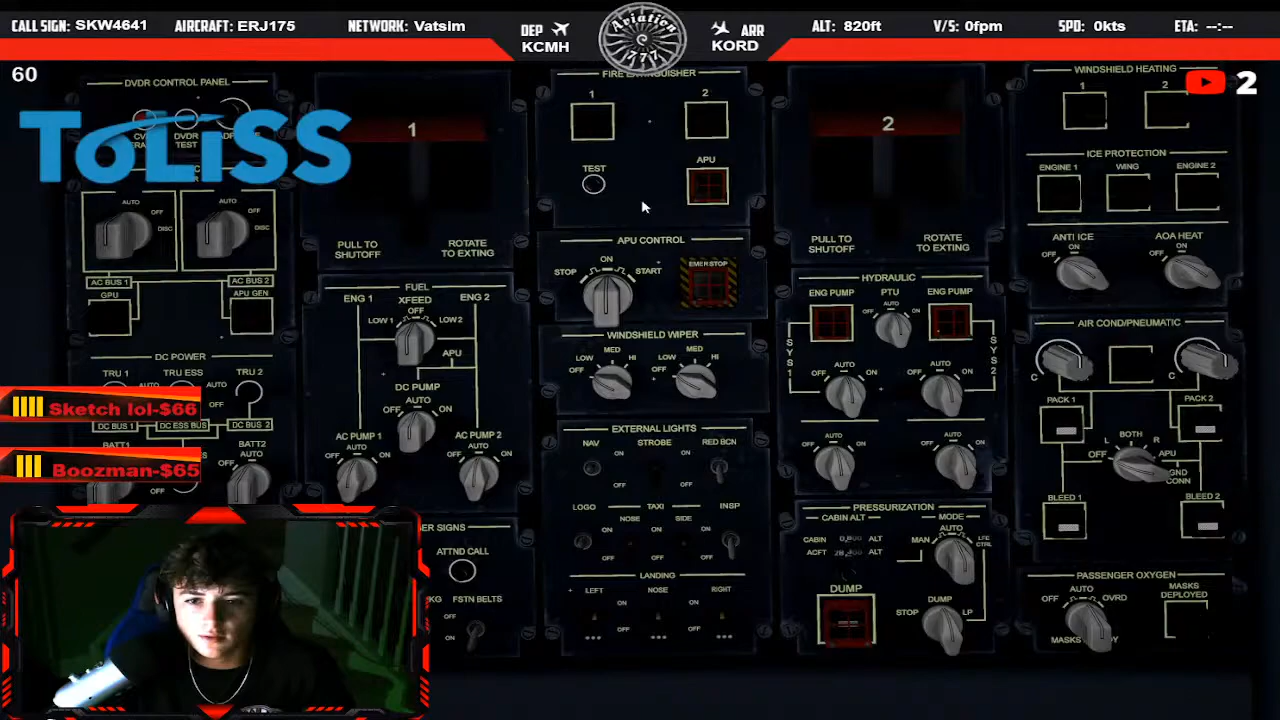 CALL SIGN: SKW4641 AIRCRAFT: ERJ175 NETWORK: Vatsim
DEP KCMH
Aviation 777
ARR KORD
ALT: 820ft V/S: 0fpm SPD: 0kts ETA: --:--
60
2
DVDR CONTROL PANEL
DVDR TEST
ToLiSS
AUTO OFF DISC
AUTO OFF DISC
AC BUS 1
AC BUS 2
GPU
APU GEN
DC POWER
TRU 1 TRU ESS TRU 2
AUTO
AUTO
OFF
DC BUS 1 DC ESS BUS DC BUS 2
BATT2
AUTO
OFF
Sketch lol-$66
Boozman-$65
1
PULL TO SHUTOFF
ROTATE TO EXTING
FUEL
ENG 1 XFEED ENG 2
OFF
LOW 1 LOW 2
APU
DC PUMP
OFF AUTO ON
AC PUMP 1
AC PUMP 2
AUTO
ON
AUTO
ON
ATTND CALL
FSTN BELTS
OFF
ON
FIRE EXTINGUISHER
1
2
TEST
APU
APU CONTROL
STOP ON START
EMER STOP
WINDSHIELD WIPER
OFF LOW MED HI
OFF LOW MED HI
EXTERNAL LIGHTS
NAV STROBE RED BCN
ON ON
OFF OFF
LOGO NOSE TAXI SIDE INSP
ON ON ON
OFF OFF OFF
LANDING
LEFT NOSE RIGHT
ON ON
OFF OFF
2
PULL TO SHUTOFF
ROTATE TO EXTING
HYDRAULIC
ENG PUMP PTU ENG PUMP
AUTO
OFF ON
SYS 1
SYS 2
OFF AUTO ON
OFF AUTO ON
OFF AUTO ON
OFF AUTO ON
PRESSURIZATION
CABIN ALT
MODE
AUTO
MAN
LFE CTRL
CABIN ALT
ACFT ALT
DUMP
DUMP
STOP LP
WINDSHIELD HEATING
1
2
ICE PROTECTION
ENGINE 1 WING ENGINE 2
ANTI ICE
AOA HEAT
OFF ON
OFF ON
AIR COND/PNEUMATIC
C
C
PACK 1
PACK 2
BOTH
L R
OFF APU
GND CONN
BLEED 1
BLEED 2
PASSENGER OXYGEN
OFF AUTO OVRD
MASKS DEPLOYED